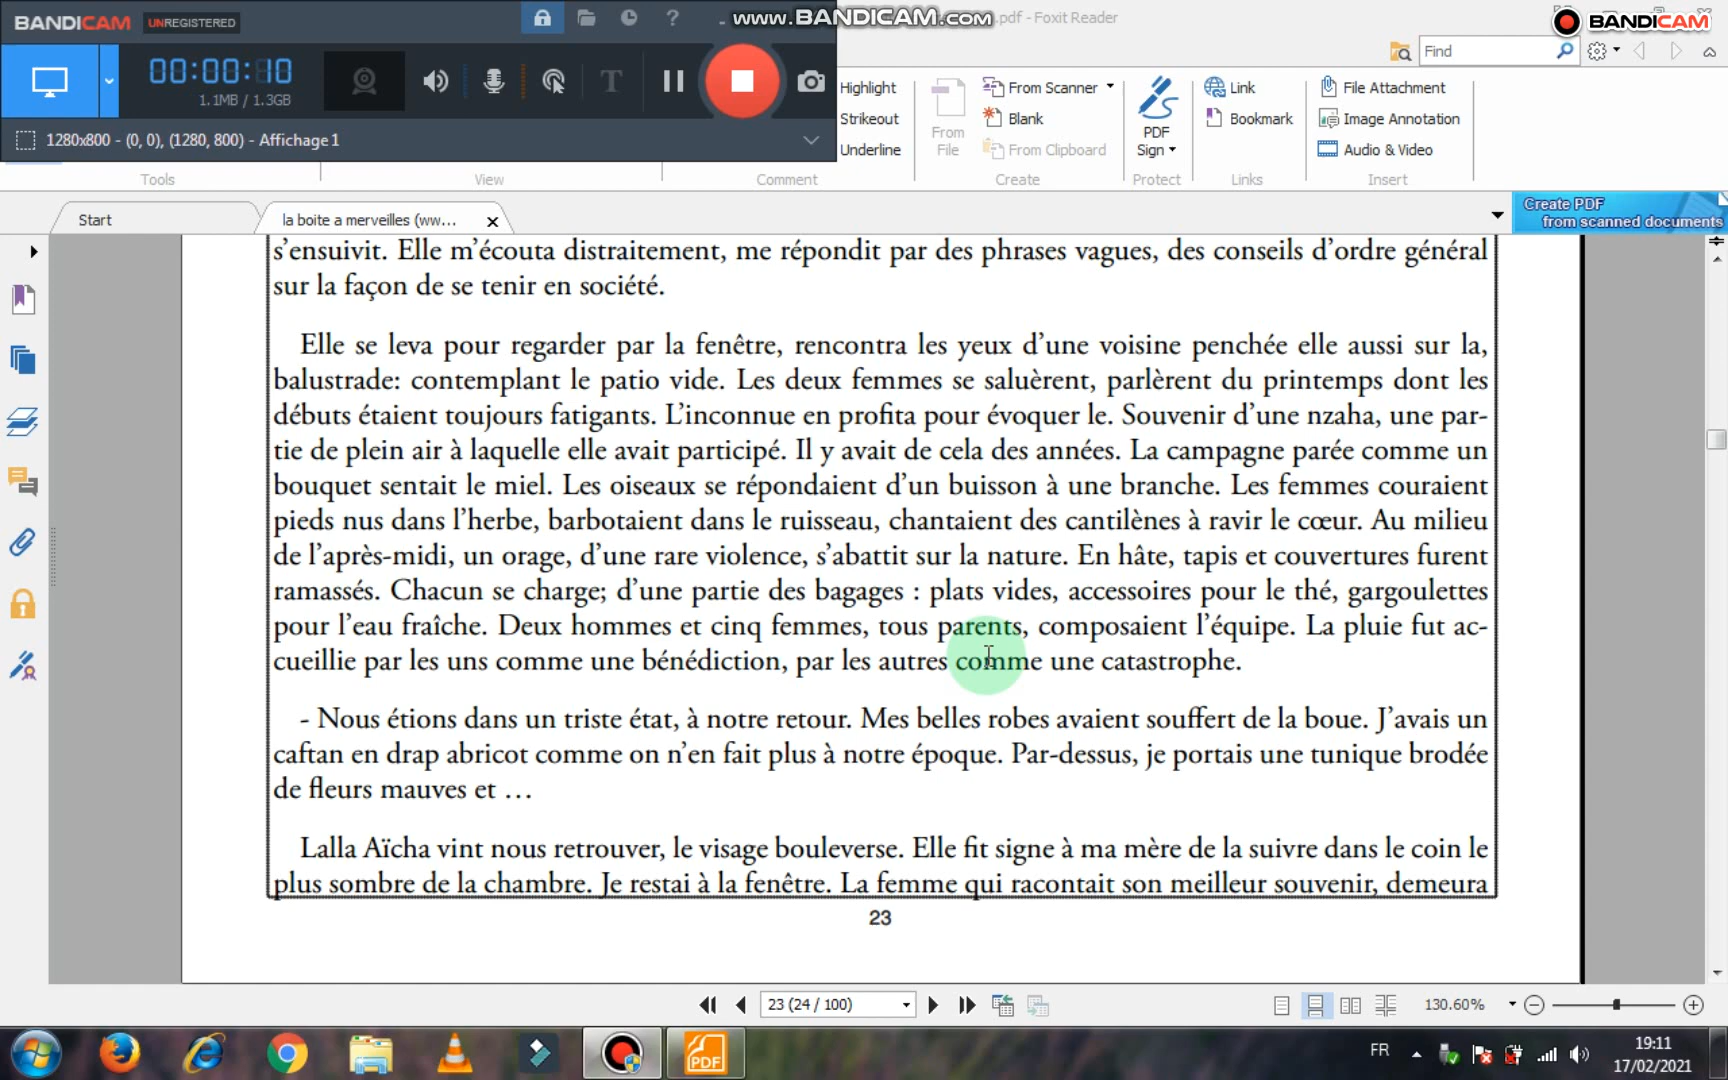 BANDICAM UNREGISTERED
www.BANDICAM.com
.pdf - Foxit Reader
BANDICAM
00:00:10
1.1MB / 1.3GB
1280x800 - (0, 0), (1280, 800) - Affichage 1
Find
Highlight
Strikeout
Underline
From File
From Scanner
Blank
From Clipboard
PDF Sign
Link
Bookmark
File Attachment
Image Annotation
Audio & Video
Tools
View
Comment
Create
Protect
Links
Insert
Start
la boite a merveilles (ww...
Create PDF
from scanned documents
s’ensuivit. Elle m’écouta distraitement, me répondit par des phrases vagues, des conseils d’ordre général
sur la façon de se tenir en société.
Elle se leva pour regarder par la fenêtre, rencontra les yeux d’une voisine penchée elle aussi sur la,
balustrade: contemplant le patio vide. Les deux femmes se saluèrent, parlèrent du printemps dont les
débuts étaient toujours fatigants. L’inconnue en profita pour évoquer le. Souvenir d’une nzaha, une par-
tie de plein air à laquelle elle avait participé. Il y avait de cela des années. La campagne parée comme un
bouquet sentait le miel. Les oiseaux se répondaient d’un buisson à une branche. Les femmes couraient
pieds nus dans l’herbe, barbotaient dans le ruisseau, chantaient des cantilènes à ravir le cœur. Au milieu
de l’après-midi, un orage, d’une rare violence, s’abattit sur la nature. En hâte, tapis et couvertures furent
ramassés. Chacun se charge; d’une partie des bagages : plats vides, accessoires pour le thé, gargoulettes
pour l’eau fraîche. Deux hommes et cinq femmes, tous parents, composaient l’équipe. La pluie fut ac-
cueillie par les uns comme une bénédiction, par les autres comme une catastrophe.
- Nous étions dans un triste état, à notre retour. Mes belles robes avaient souffert de la boue. J’avais un
caftan en drap abricot comme on n’en fait plus à notre époque. Par-dessus, je portais une tunique brodée
de fleurs mauves et …
Lalla Aïcha vint nous retrouver, le visage bouleverse. Elle fit signe à ma mère de la suivre dans le coin le
plus sombre de la chambre. Je restai à la fenêtre. La femme qui racontait son meilleur souvenir, demeura
23
23 (24 / 100)
130.60%
PDF
FR
19:11
17/02/2021